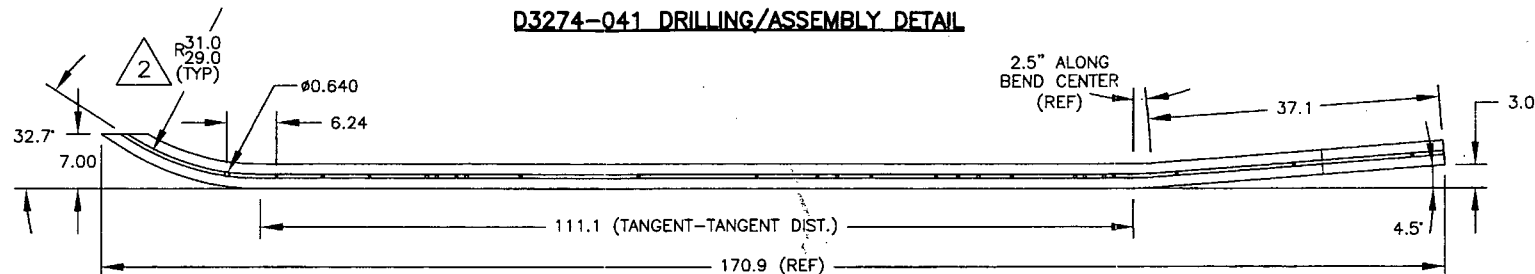 D3274-041 DRILLING/ASSEMBLY DETAIL
2
R31.0
29.0
(TYP)
Ø0.640
6.24
2.5" ALONG
BEND CENTER
(REF)
37.1
3.0
32.7°
7.00
111.1 (TANGENT-TANGENT DIST.)
4.5°
170.9 (REF)